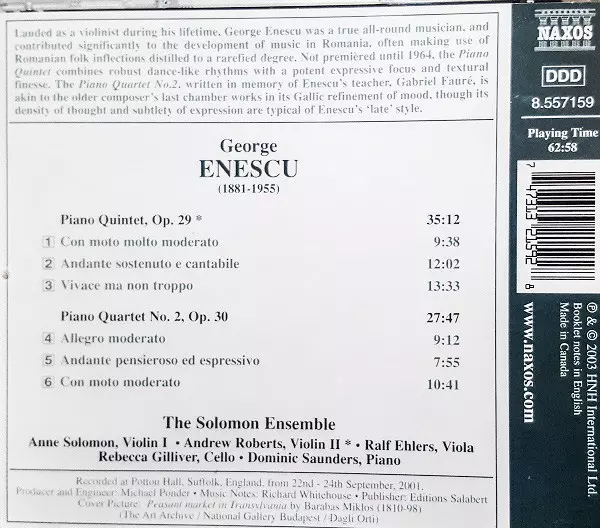 Lauded as a violinist during his lifetime, George Enescu was a true all-round musician, and
contributed significantly to the development of music in Romania, often making use of
Romanian folk inflections distilled to a rarefied degree. Not premièred until 1964, the Piano
Quintet combines robust dance-like rhythms with a potent expressive focus and textural
finesse. The Piano Quartet No.2, written in memory of Enescu's teacher, Gabriel Fauré, is
akin to the older composer's last chamber works in its Gallic refinement of mood, though its
density of thought and subtlety of expression are typical of Enescu's 'late' style.
George
ENESCU
(1881-1955)
Piano Quintet, Op. 29 * 35:12
1 Con moto molto moderato 9:38
2 Andante sostenuto e cantabile 12:02
3 Vivace ma non troppo 13:33
Piano Quartet No. 2, Op. 30 27:47
4 Allegro moderato 9:12
5 Andante pensieroso ed espressivo 7:55
6 Con moto moderato 10:41
The Solomon Ensemble
Anne Solomon, Violin I • Andrew Roberts, Violin II * • Ralf Ehlers, Viola
Rebecca Gilliver, Cello • Dominic Saunders, Piano
Recorded at Potton Hall, Suffolk, England, from 22nd - 24th September, 2001.
Producer and Engineer: Michael Ponder • Music Notes: Richard Whitehouse • Publisher: Editions Salabert
Cover Picture: Peasant market in Transylvania by Barabas Miklos (1810-98)
(The Art Archive / National Gallery Budapest / Dagli Orti)
NAXOS
DDD
8.557159
Playing Time
62:58
7 47313 21592 8
℗ & © 2003 HNH International Ltd.
Booklet notes in English
Made in Canada
www.naxos.com